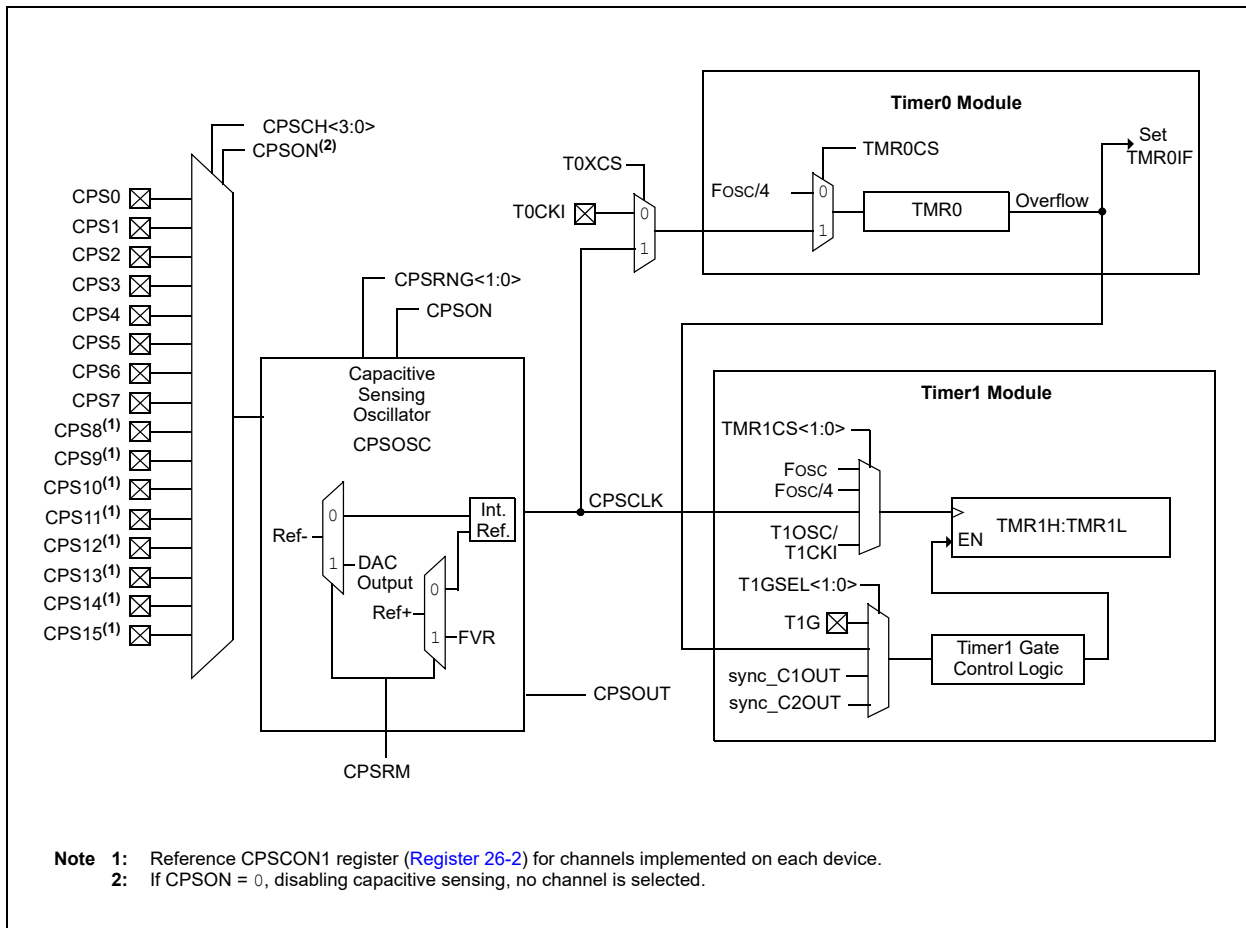 CPSCH<3:0>
CPSON(2)
CPS0
CPS1
CPS2
CPS3
CPS4
CPS5
CPS6
CPS7
CPS8(1)
CPS9(1)
CPS10(1)
CPS11(1)
CPS12(1)
CPS13(1)
CPS14(1)
CPS15(1)
CPSRNG<1:0>
CPSON
Capacitive
Sensing
Oscillator
CPSOSC
0
Ref-
1
DAC
Output
Int.
Ref.
0
Ref+
1
FVR
CPSRM
CPSCLK
CPSOUT
T0XCS
T0CKI
0
1
Timer0 Module
TMR0CS
FOSC/4
0
1
TMR0
Overflow
Set
TMR0IF
Timer1 Module
TMR1CS<1:0>
FOSC
FOSC/4
T1OSC/
T1CKI
TMR1H:TMR1L
EN
T1GSEL<1:0>
T1G
sync_C1OUT
sync_C2OUT
Timer1 Gate
Control Logic
Note 1: Reference CPSCON1 register (Register 26-2) for channels implemented on each device.
2: If CPSON = 0, disabling capacitive sensing, no channel is selected.